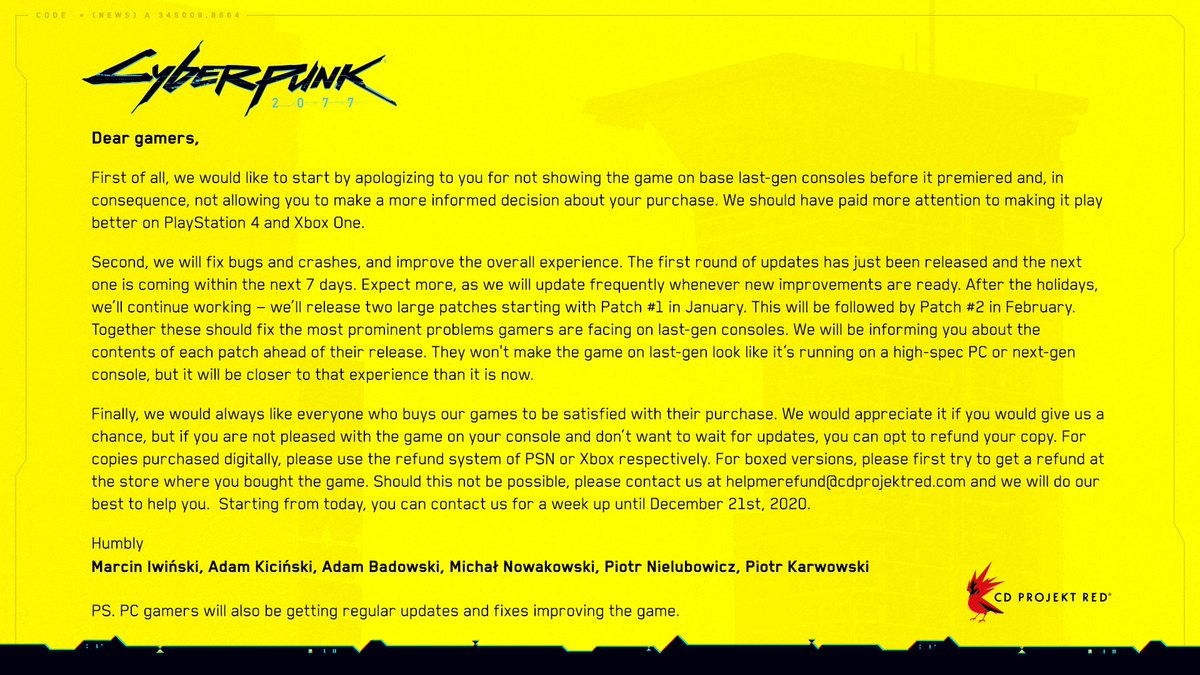 CODE = (NEWS) A 345009.8664
CYBERPUNK
2077
Dear gamers,
First of all, we would like to start by apologizing to you for not showing the game on base last-gen consoles before it premiered and, in
consequence, not allowing you to make a more informed decision about your purchase. We should have paid more attention to making it play
better on PlayStation 4 and Xbox One.
Second, we will fix bugs and crashes, and improve the overall experience. The first round of updates has just been released and the next
one is coming within the next 7 days. Expect more, as we will update frequently whenever new improvements are ready. After the holidays,
we’ll continue working – we’ll release two large patches starting with Patch #1 in January. This will be followed by Patch #2 in February.
Together these should fix the most prominent problems gamers are facing on last-gen consoles. We will be informing you about the
contents of each patch ahead of their release. They won't make the game on last-gen look like it’s running on a high-spec PC or next-gen
console, but it will be closer to that experience than it is now.
Finally, we would always like everyone who buys our games to be satisfied with their purchase. We would appreciate it if you would give us a
chance, but if you are not pleased with the game on your console and don’t want to wait for updates, you can opt to refund your copy. For
copies purchased digitally, please use the refund system of PSN or Xbox respectively. For boxed versions, please first try to get a refund at
the store where you bought the game. Should this not be possible, please contact us at helpmerefund@cdprojektred.com and we will do our
best to help you.  Starting from today, you can contact us for a week up until December 21st, 2020.
Humbly
Marcin Iwiński, Adam Kiciński, Adam Badowski, Michał Nowakowski, Piotr Nielubowicz, Piotr Karwowski
CD PROJEKT RED®
PS. PC gamers will also be getting regular updates and fixes improving the game.